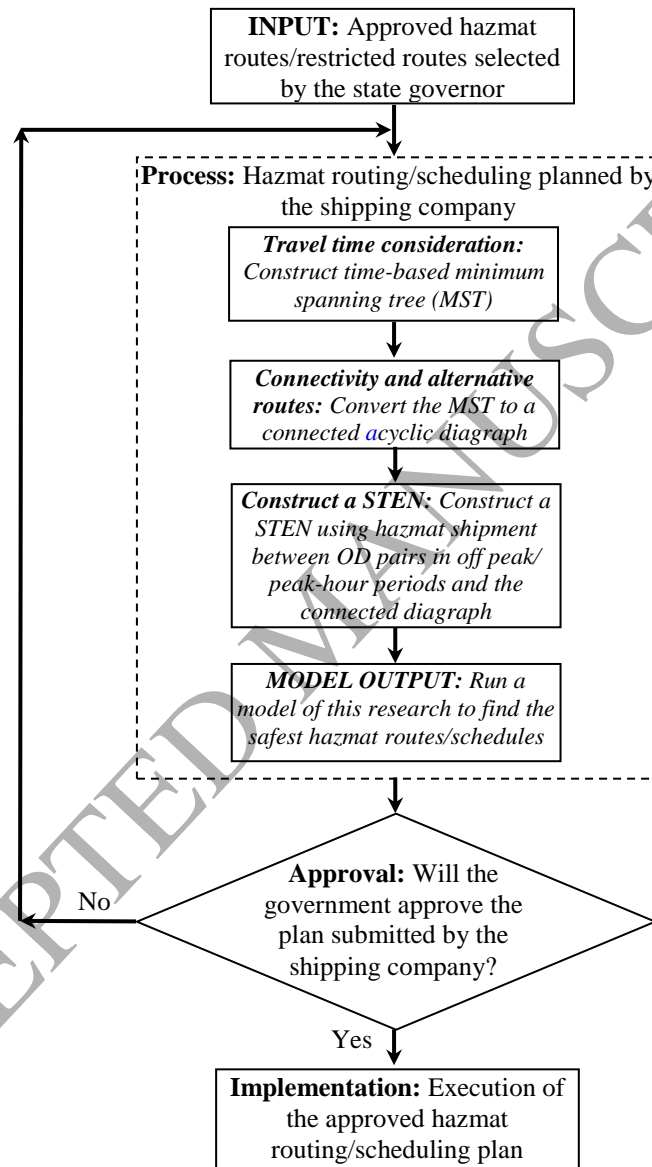 INPUT: Approved hazmat
routes/restricted routes selected
by the state governor
Process: Hazmat routing/scheduling planned by
the shipping company
Travel time consideration:
Construct time-based minimum
spanning tree (MST)
Connectivity and alternative
routes: Convert the MST to a
connected acyclic diagraph
Construct a STEN: Construct a
STEN using hazmat shipment
between OD pairs in off peak/
peak-hour periods and the
connected diagraph
MODEL OUTPUT: Run a
model of this research to find the
safest hazmat routes/schedules
Approval: Will the
government approve the
plan submitted by the
shipping company?
No
Yes
Implementation: Execution of
the approved hazmat
routing/scheduling plan
EPTED MANUSC